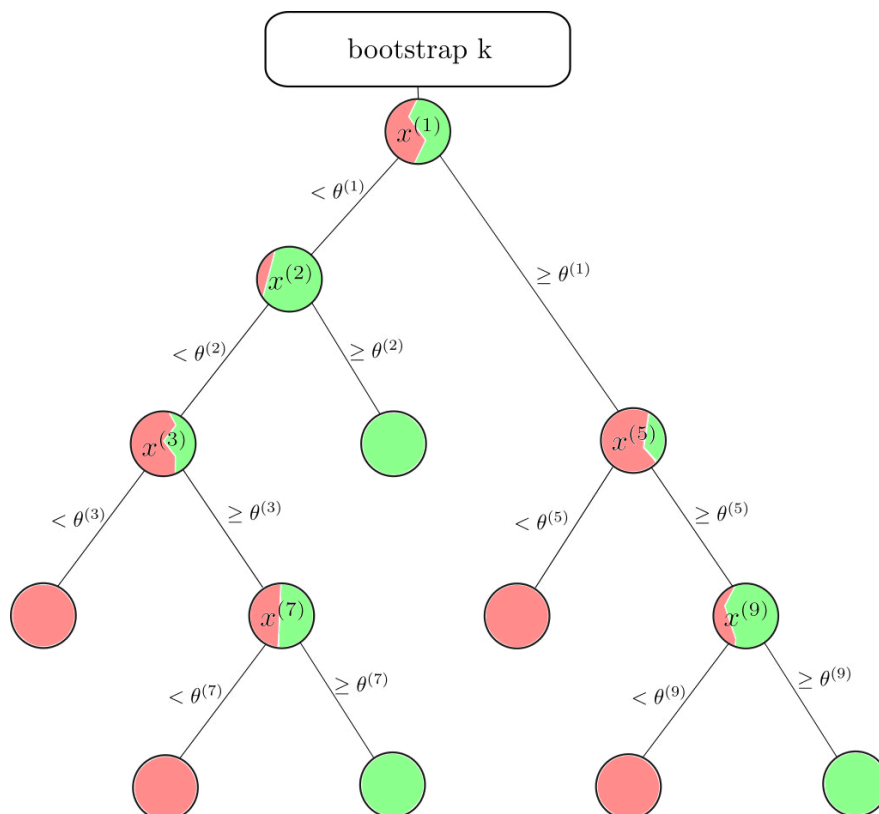 bootstrap k
x^(1)
< θ^(1)
≥ θ^(1)
x^(2)
< θ^(2)
≥ θ^(2)
x^(3)
x^(5)
< θ^(3)
≥ θ^(3)
< θ^(5)
≥ θ^(5)
x^(7)
x^(9)
< θ^(7)
≥ θ^(7)
< θ^(9)
≥ θ^(9)